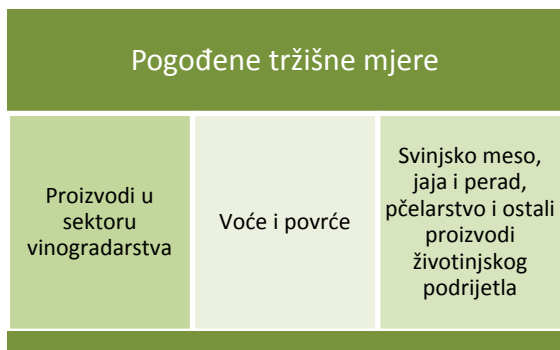 Pogođene tržišne mjere
Proizvodi u
sektoru
vinogradarstva
Voće i povrće
Svinjsko meso,
jaja i perad,
pčelarstvo i ostali
proizvodi
životinjskog
podrijetla